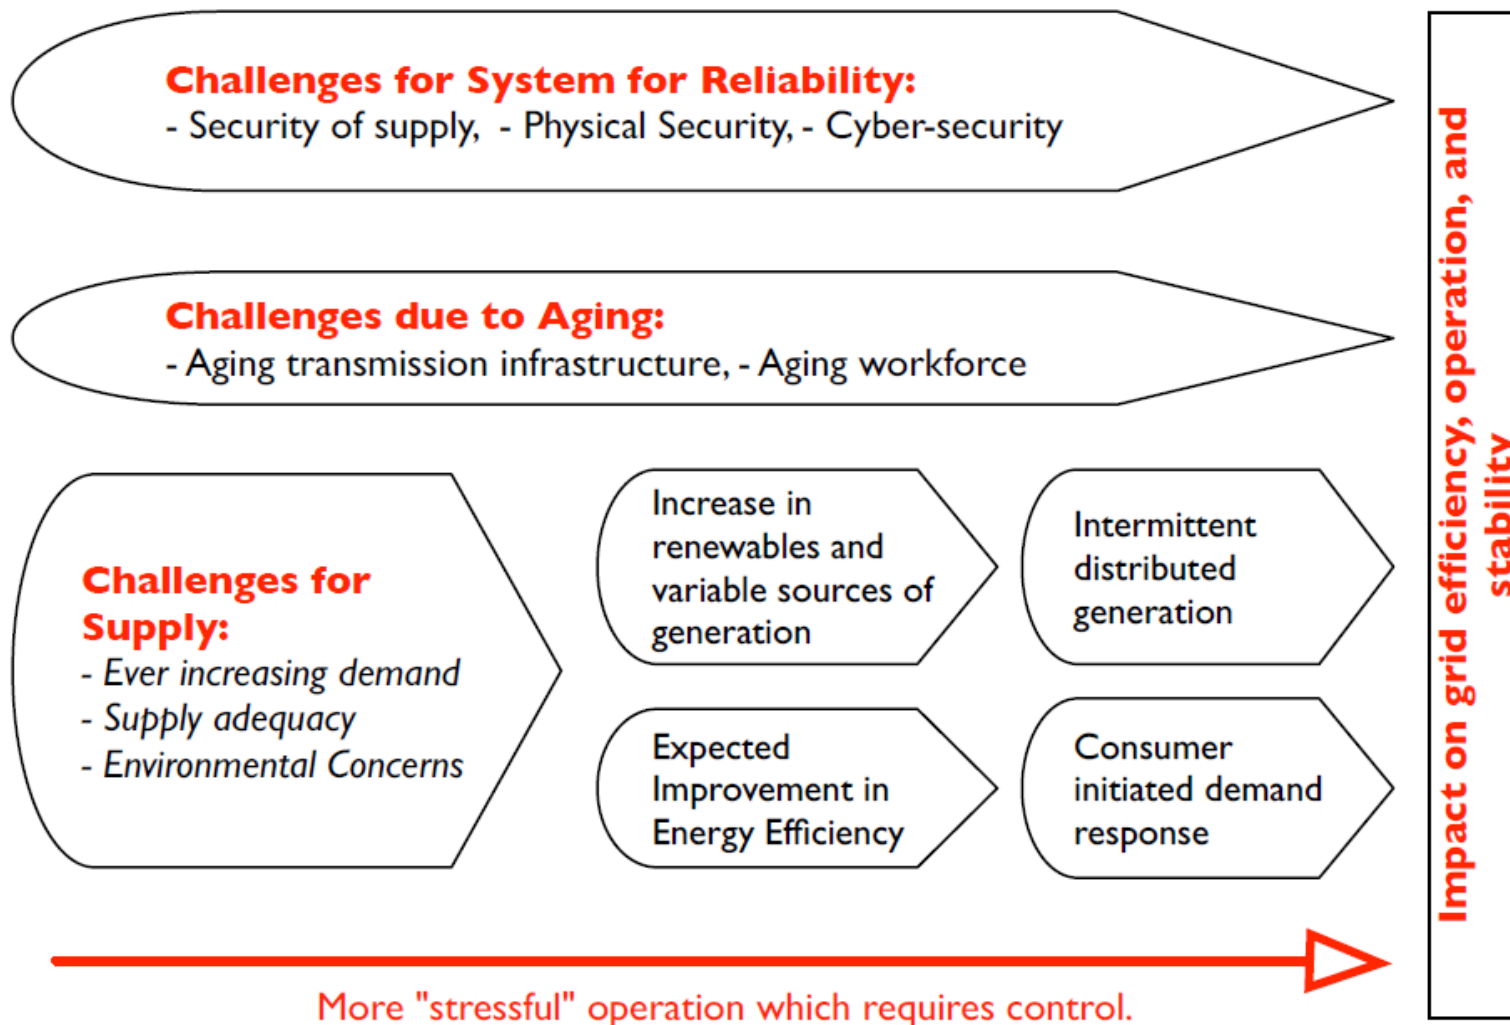 Challenges for System for Reliability:
- Security of supply,  - Physical Security, - Cyber-security
Challenges due to Aging:
- Aging transmission infrastructure, - Aging workforce
Challenges for
Supply:
- Ever increasing demand
- Supply adequacy
- Environmental Concerns
Increase in
renewables and
variable sources of
generation
Intermittent
distributed
generation
Expected
Improvement in
Energy Efficiency
Consumer
initiated demand
response
Impact on grid efficiency, operation, and
stability
More "stressful" operation which requires control.